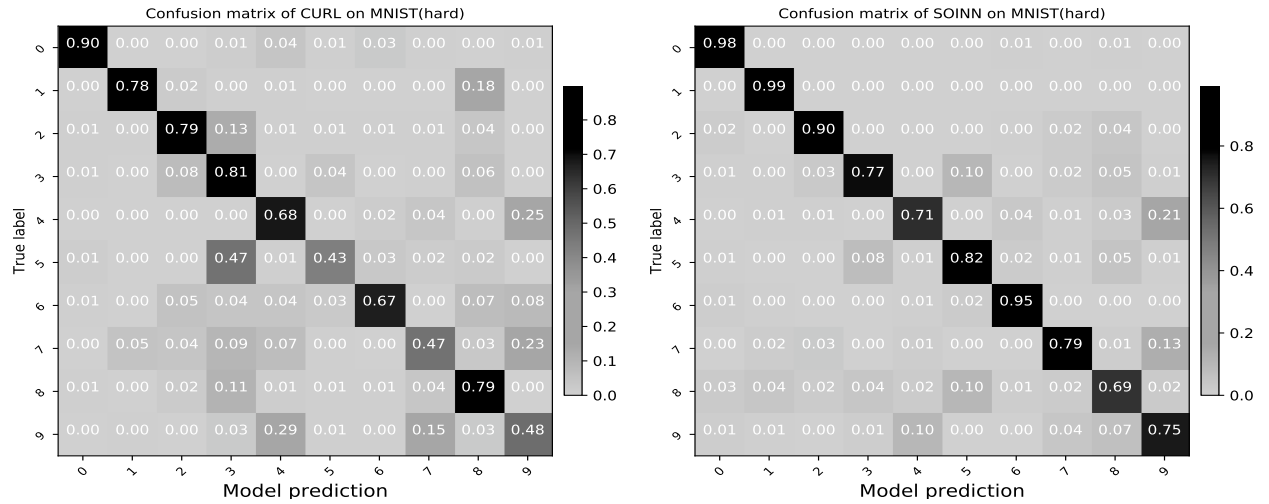 Confusion matrix of CURL on MNIST(hard)
True label
0 0.90 0.00 0.00 0.01 0.04 0.01 0.03 0.00 0.00 0.01
1 0.00 0.78 0.02 0.00 0.01 0.00 0.00 0.00 0.18 0.00
2 0.01 0.00 0.79 0.13 0.01 0.01 0.01 0.01 0.04 0.00
3 0.01 0.00 0.08 0.81 0.00 0.04 0.00 0.00 0.06 0.00
4 0.00 0.00 0.00 0.00 0.68 0.00 0.02 0.04 0.00 0.25
5 0.01 0.00 0.00 0.47 0.01 0.43 0.03 0.02 0.02 0.00
6 0.01 0.00 0.05 0.04 0.04 0.03 0.67 0.00 0.07 0.08
7 0.00 0.05 0.04 0.09 0.07 0.00 0.00 0.47 0.03 0.23
8 0.01 0.00 0.02 0.11 0.01 0.01 0.01 0.04 0.79 0.00
9 0.00 0.00 0.00 0.03 0.29 0.01 0.00 0.15 0.03 0.48
0 1 2 3 4 5 6 7 8 9
Model prediction
0.8
0.7
0.6
0.5
0.4
0.3
0.2
0.1
0.0
Confusion matrix of SOINN on MNIST(hard)
True label
0 0.98 0.00 0.00 0.00 0.00 0.00 0.01 0.00 0.01 0.00
1 0.00 0.99 0.00 0.00 0.00 0.00 0.00 0.00 0.00 0.00
2 0.02 0.00 0.90 0.00 0.00 0.00 0.00 0.02 0.04 0.00
3 0.00 0.00 0.03 0.77 0.00 0.10 0.00 0.02 0.05 0.01
4 0.00 0.01 0.01 0.00 0.71 0.00 0.04 0.01 0.03 0.21
5 0.00 0.00 0.00 0.08 0.01 0.82 0.02 0.01 0.05 0.01
6 0.01 0.00 0.00 0.00 0.01 0.02 0.95 0.00 0.00 0.00
7 0.00 0.02 0.03 0.00 0.01 0.00 0.00 0.79 0.01 0.13
8 0.03 0.04 0.02 0.04 0.02 0.10 0.01 0.02 0.69 0.02
9 0.01 0.01 0.00 0.01 0.10 0.00 0.00 0.04 0.07 0.75
0 1 2 3 4 5 6 7 8 9
Model prediction
0.8
0.6
0.4
0.2
0.0